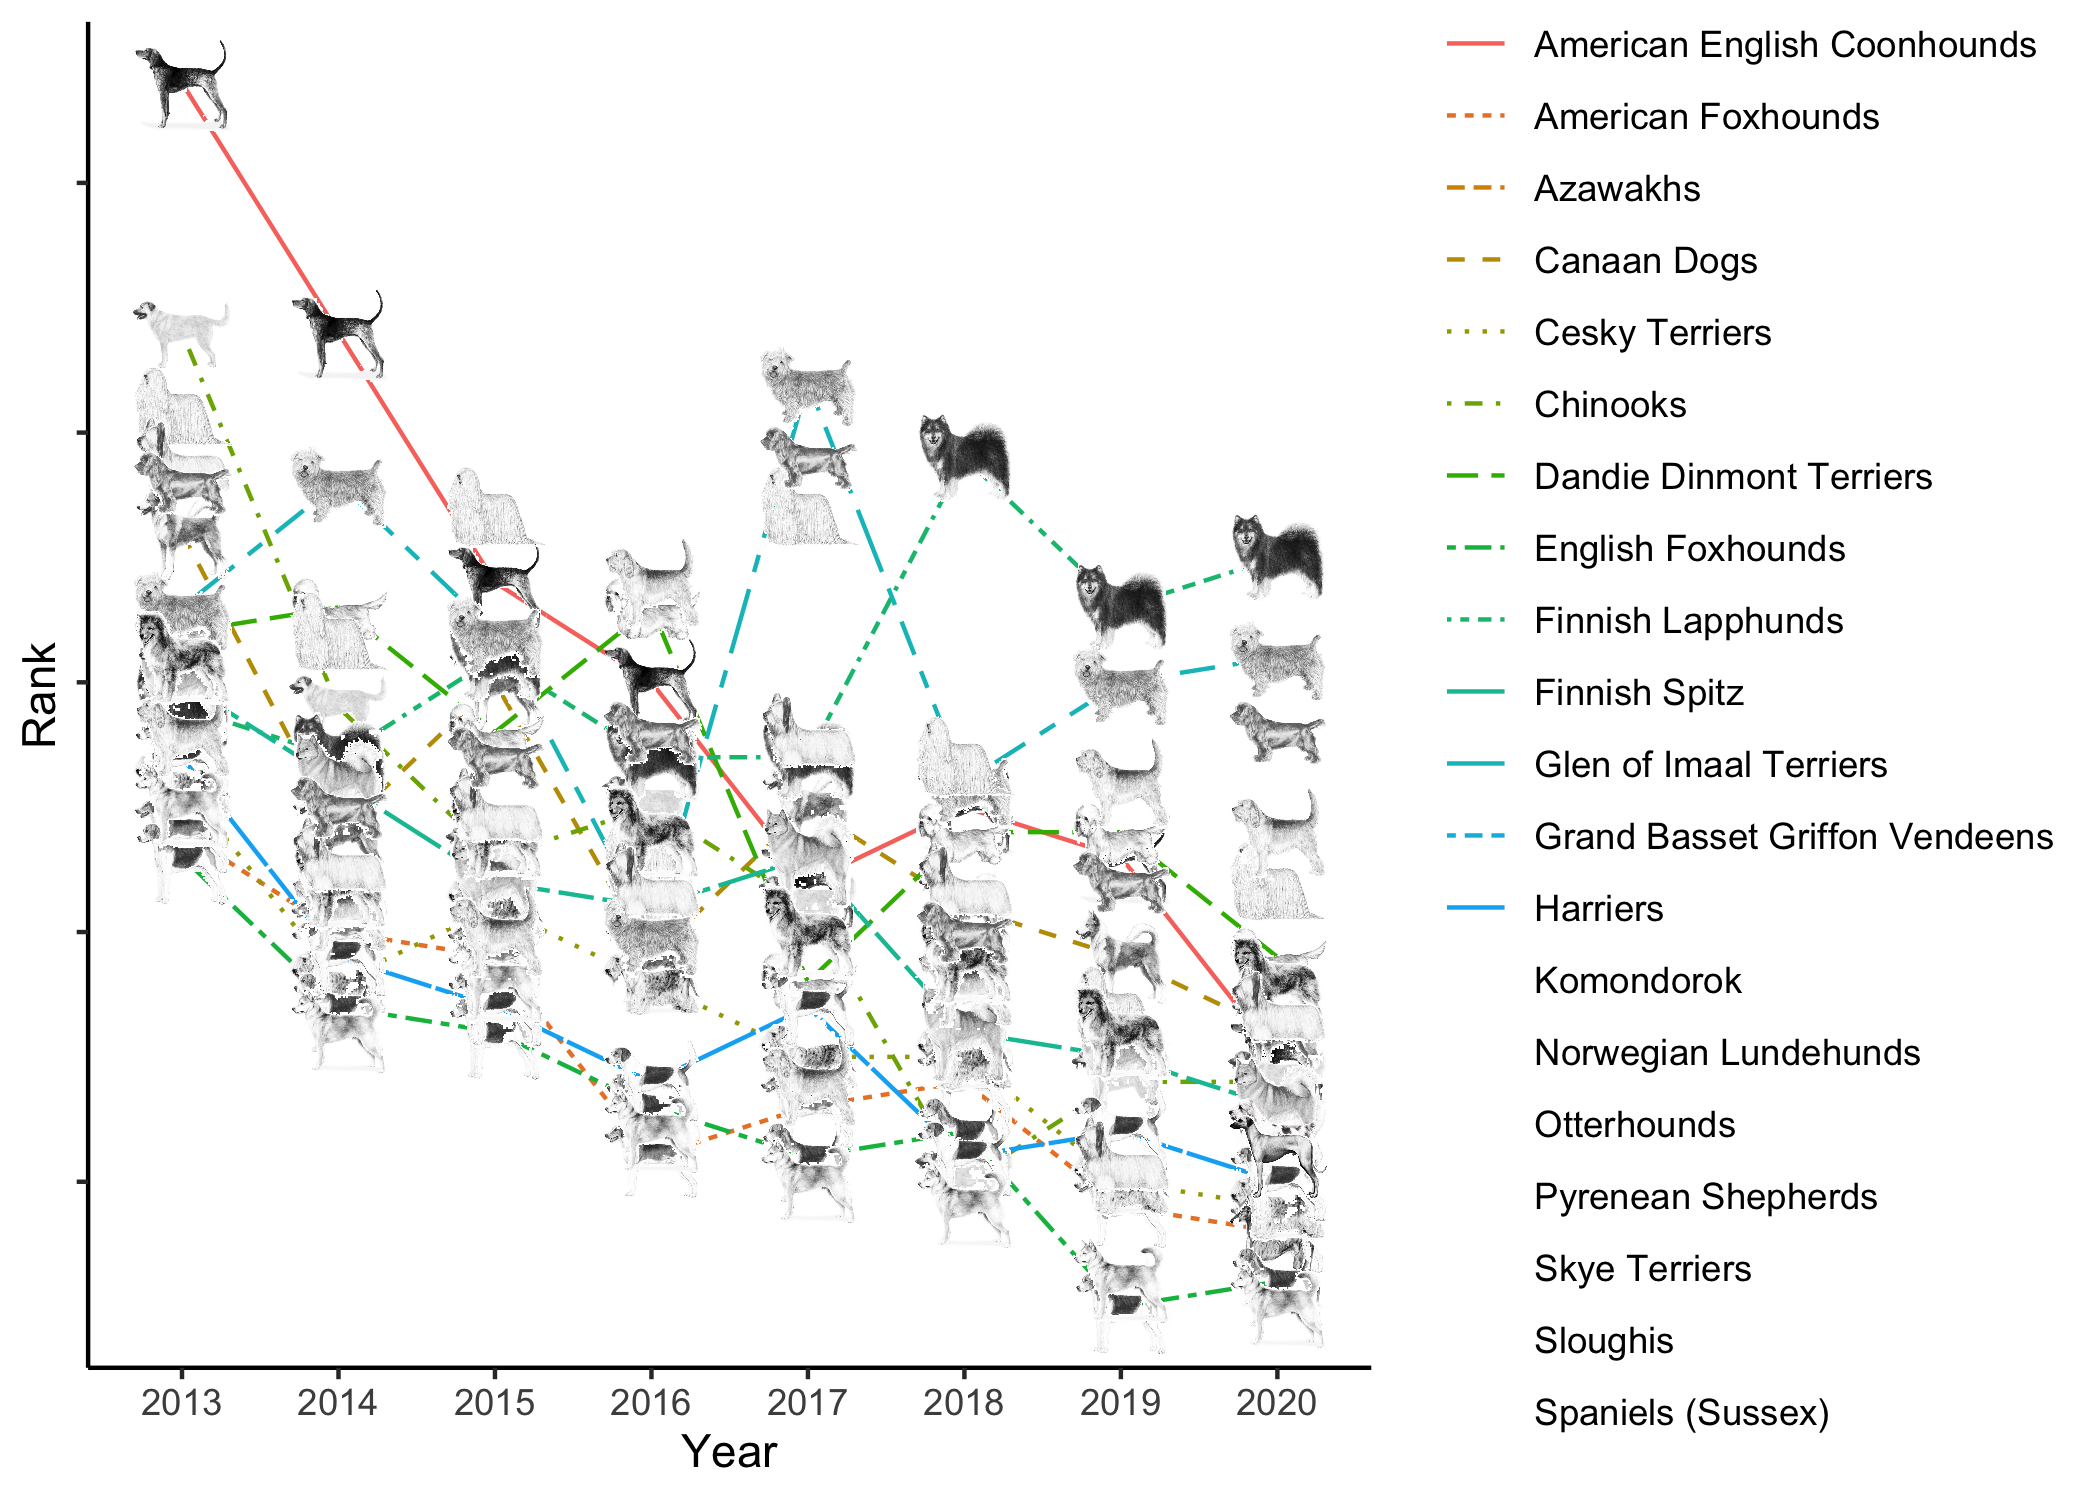 Rank
2013
2014
2015
2016
2017
2018
2019
2020
Year
American English Coonhounds
American Foxhounds
Azawakhs
Canaan Dogs
Cesky Terriers
Chinooks
Dandie Dinmont Terriers
English Foxhounds
Finnish Lapphunds
Finnish Spitz
Glen of Imaal Terriers
Grand Basset Griffon Vendeens
Harriers
Komondorok
Norwegian Lundehunds
Otterhounds
Pyrenean Shepherds
Skye Terriers
Sloughis
Spaniels (Sussex)